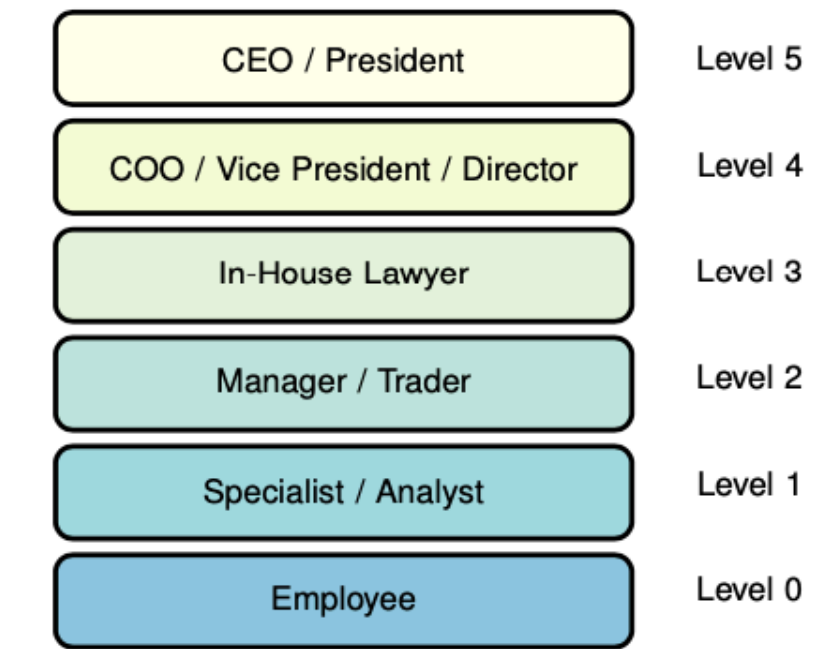 CEO / President Level 5
COO / Vice President / Director Level 4
In-House Lawyer Level 3
Manager / Trader Level 2
Specialist / Analyst Level 1
Employee Level 0